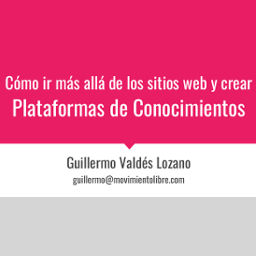 Cómo ir más allá de los sitios web y crear
Plataformas de Conocimientos
Guillermo Valdés Lozano
guillermo@movimientolibre.com